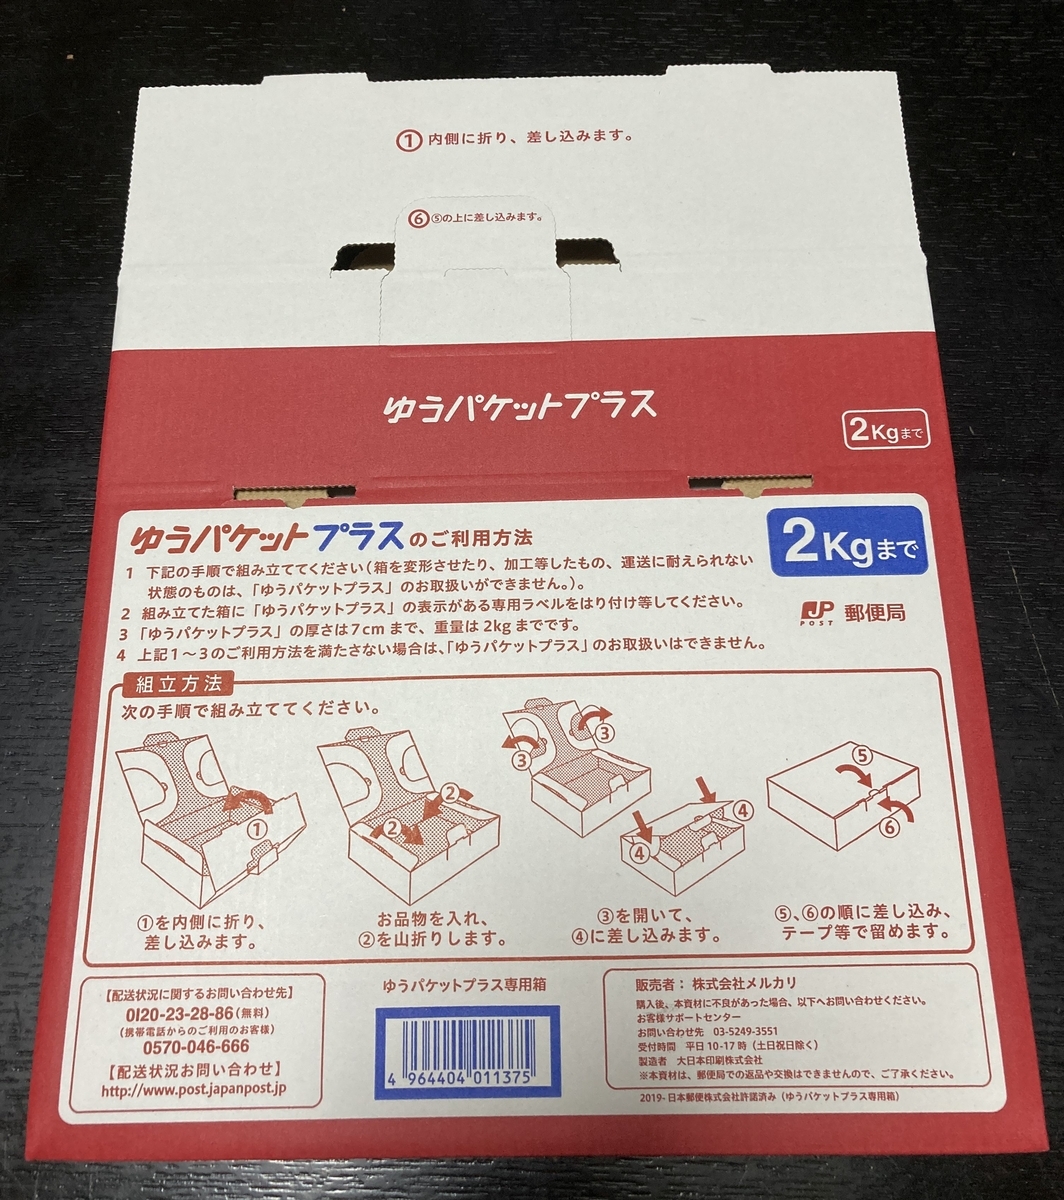 ①内側に折り、差し込みます。
⑥⑤の上に差し込みます。
ゆうパケットプラス
2Kgまで
ゆうパケットプラスのご利用方法
2Kgまで
1 下記の手順で組み立ててください(箱を変形させたり、加工等したもの、運送に耐えられない
状態のものは、「ゆうパケットプラス」のお取扱いができません。)。
2 組み立てた箱に「ゆうパケットプラス」の表示がある専用ラベルをはり付け等してください。
3 「ゆうパケットプラス」の厚さは7cmまで、重量は2kgまでです。
4 上記1〜3のご利用方法を満たさない場合は、「ゆうパケットプラス」のお取扱いはできません。
JP POST 郵便局
組立方法
次の手順で組み立ててください。
①
② ②
③ ③
④ ④
⑤
⑥
①を内側に折り、
差し込みます。
お品物を入れ、
②を山折りします。
③を開いて、
④に差し込みます。
⑤、⑥の順に差し込み、
テープ等で留めます。
【配送状況に関するお問い合わせ先】
0120-23-28-86(無料)
(携帯電話からのご利用のお客様)
0570-046-666
【配送状況お問い合わせ】
http://www.post.japanpost.jp
ゆうパケットプラス専用箱
4 964404 011375
販売者: 株式会社メルカリ
購入後、本資材に不良があった場合、以下へお問い合わせください。
お客様サポートセンター
お問い合わせ先 03-5249-3551
受付時間 平日10-17時(土日祝日除く)
製造者 大日本印刷株式会社
※本資材は、郵便局での返品や交換はできませんので、ご了承ください。
2019- 日本郵便株式会社許諾済み(ゆうパケットプラス専用箱)